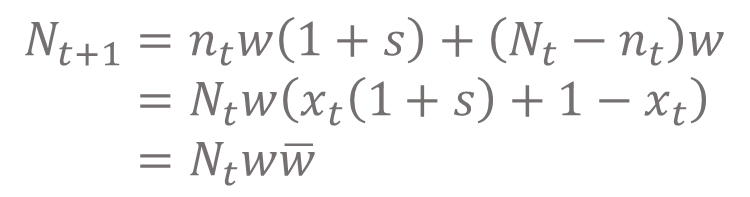 N_{t+1} = n_t w(1 + s) + (N_t − n_t)w
= N_t w(x_t(1 + s) + 1 − x_t)
= N_t w w̅